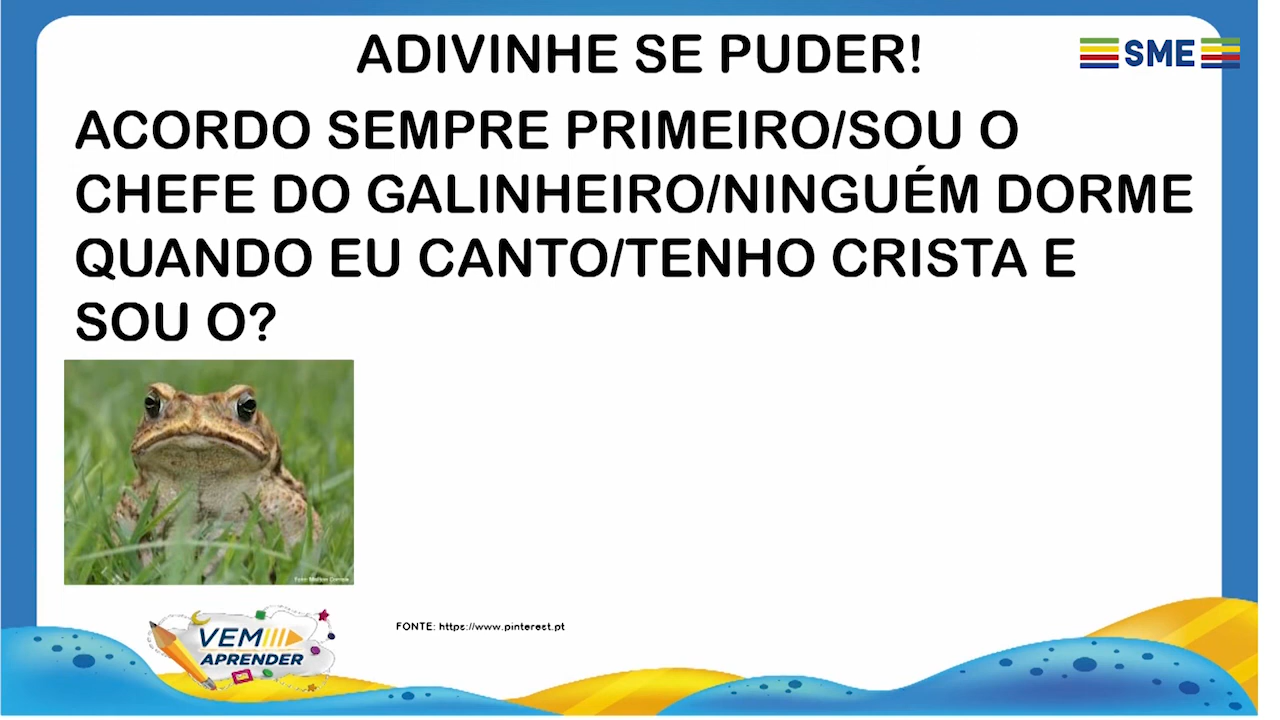 ADIVINHE SE PUDER!
SME
ACORDO SEMPRE PRIMEIRO/SOU O
CHEFE DO GALINHEIRO/NINGUÉM DORME
QUANDO EU CANTO/TENHO CRISTA E
SOU O?
VEM
APRENDER
FONTE: https://www.pinterest.pt